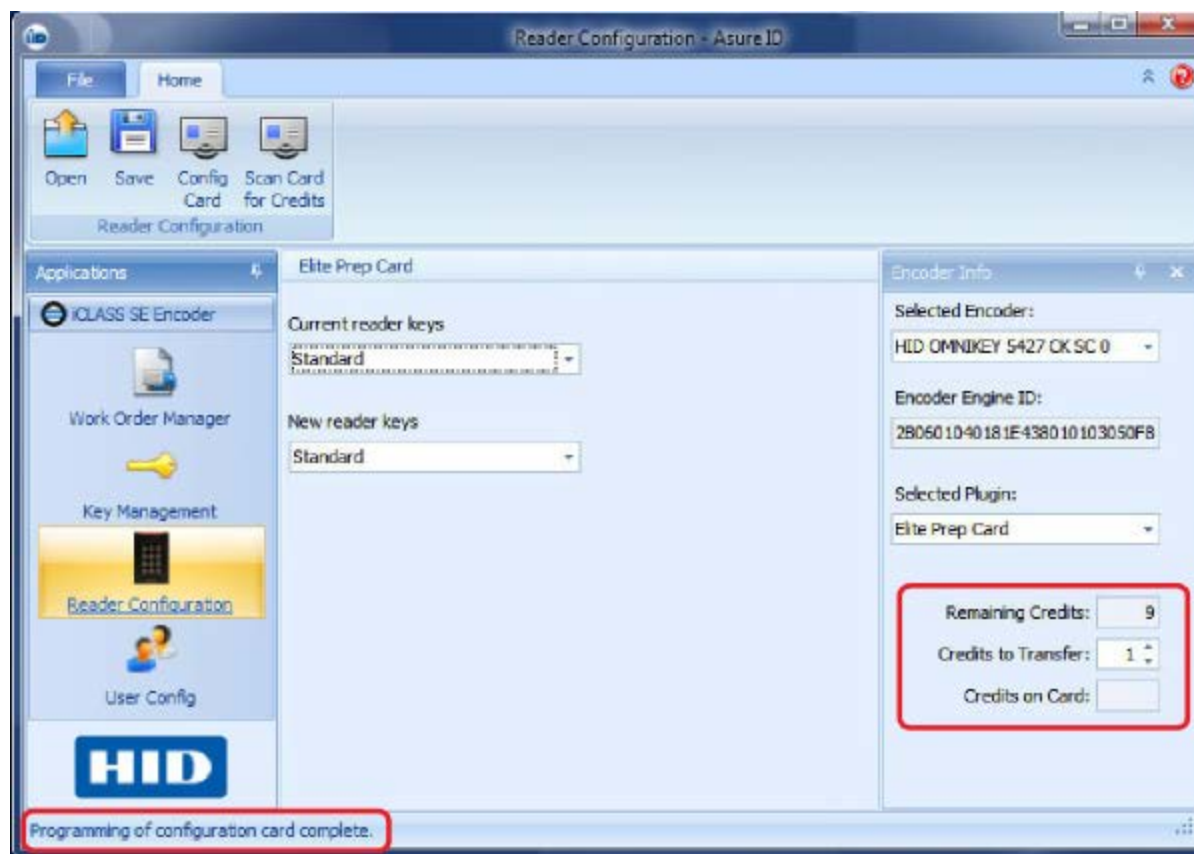 Reader Configuration - Asure ID
File Home
Open Save Config Card Scan Card for Credits
Reader Configuration
Applications
iCLASS SE Encoder
Work Order Manager
Key Management
Reader Configuration
User Config
HID
Elite Prep Card
Current reader keys
Standard
New reader keys
Standard
Encoder Info
Selected Encoder:
HID OMNIKEY 5427 CK SC 0
Encoder Engine ID:
2B0601040181E438010103050F8
Selected Plugin:
Elite Prep Card
Remaining Credits: 9
Credits to Transfer: 1
Credits on Card:
Programming of configuration card complete.